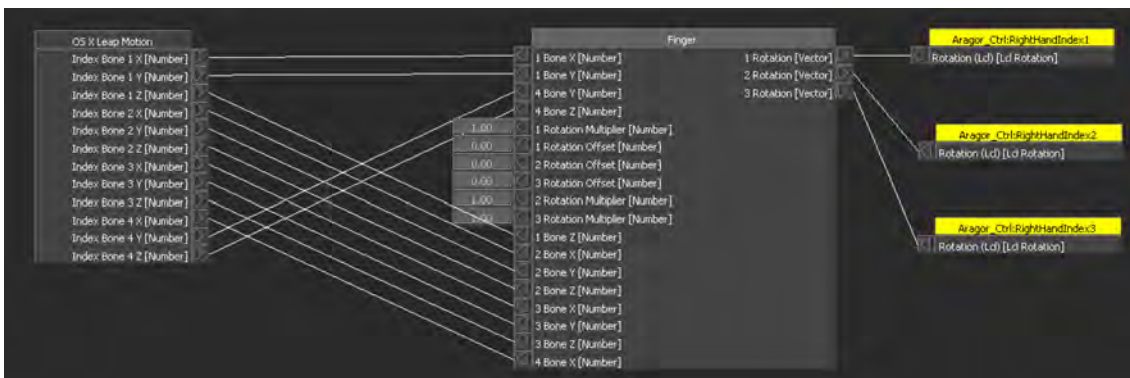 OS X Leap Motion
Index Bone 1 X [Number]
Index Bone 1 Y [Number]
Index Bone 1 Z [Number]
Index Bone 2 X [Number]
Index Bone 2 Y [Number]
Index Bone 2 Z [Number]
Index Bone 3 X [Number]
Index Bone 3 Y [Number]
Index Bone 3 Z [Number]
Index Bone 4 X [Number]
Index Bone 4 Y [Number]
Index Bone 4 Z [Number]
Finger
1 Bone X [Number]
1 Bone Y [Number]
4 Bone Y [Number]
4 Bone Z [Number]
1.00 1 Rotation Multiplier [Number]
0.00 1 Rotation Offset [Number]
0.00 2 Rotation Offset [Number]
0.00 3 Rotation Offset [Number]
1.00 2 Rotation Multiplier [Number]
1.00 3 Rotation Multiplier [Number]
1 Bone Z [Number]
2 Bone X [Number]
2 Bone Y [Number]
2 Bone Z [Number]
3 Bone X [Number]
3 Bone Y [Number]
3 Bone Z [Number]
4 Bone X [Number]
1 Rotation [Vector]
2 Rotation [Vector]
3 Rotation [Vector]
Aragor_Ctrl:RightHandIndex1
Rotation (Lcl) [Lcl Rotation]
Aragor_Ctrl:RightHandIndex2
Rotation (Lcl) [Lcl Rotation]
Aragor_Ctrl:RightHandIndex3
Rotation (Lcl) [Lcl Rotation]